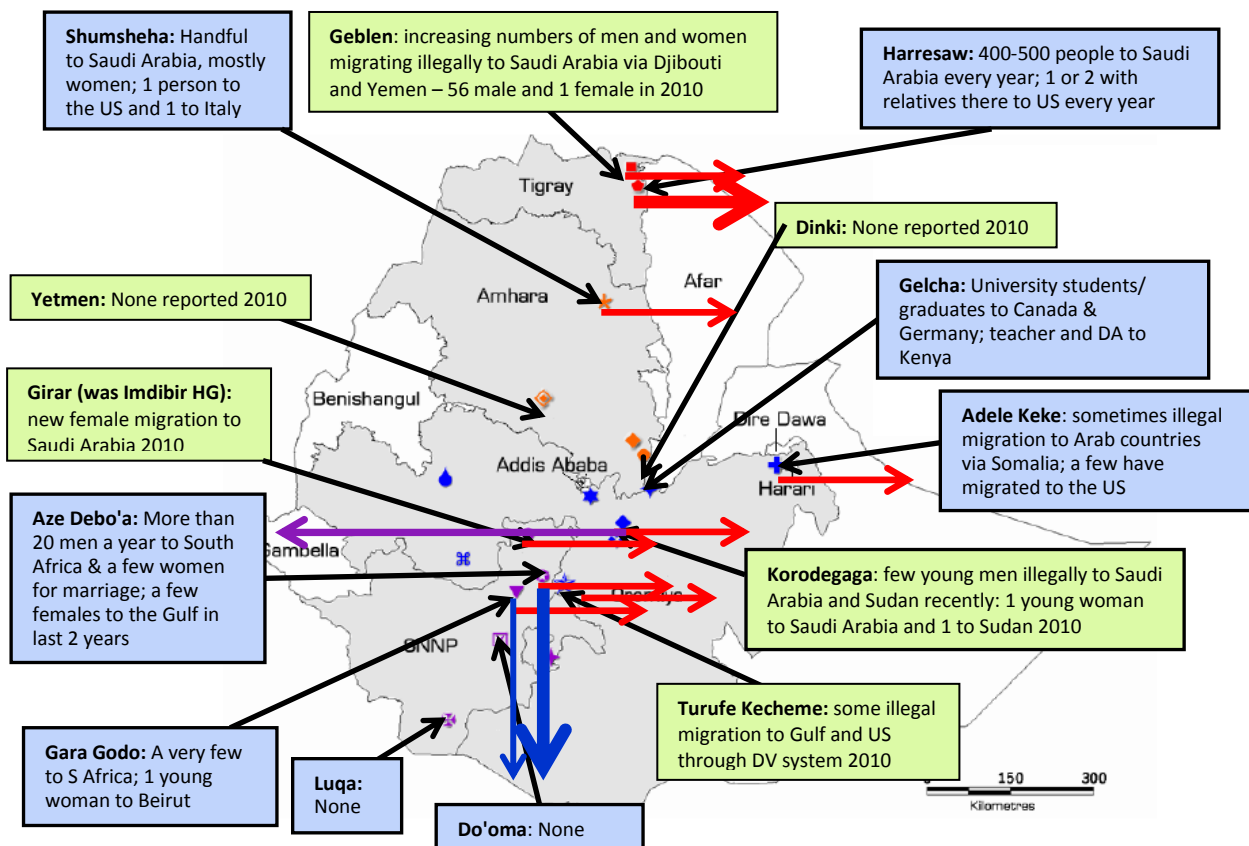 Shumsheha: Handful
to Saudi Arabia, mostly
women; 1 person to
the US and 1 to Italy
Geblen: increasing numbers of men and women
migrating illegally to Saudi Arabia via Djibouti
and Yemen – 56 male and 1 female in 2010
Harresaw: 400-500 people to Saudi
Arabia every year; 1 or 2 with
relatives there to US every year
Tigray
Dinki: None reported 2010
Afar
Amhara
Yetmen: None reported 2010
Gelcha: University students/
graduates to Canada &
Germany; teacher and DA to
Kenya
Girar (was Imdibir HG):
new female migration to
Saudi Arabia 2010
Benishangul
Dire Dawa
Addis Ababa
Harari
Adele Keke: sometimes illegal
migration to Arab countries
via Somalia; a few have
migrated to the US
Aze Debo'a: More than
20 men a year to South
Africa & a few women
for marriage; a few
females to the Gulf in
last 2 years
Gambella
Oromiya
Korodegaga: few young men illegally to Saudi
Arabia and Sudan recently: 1 young woman
to Saudi Arabia and 1 to Sudan 2010
SNNP
Turufe Kecheme: some illegal
migration to Gulf and US
through DV system 2010
Gara Godo: A very few
to S Africa; 1 young
woman to Beirut
Luqa:
None
Do'oma: None
0 150 300
Kilometres